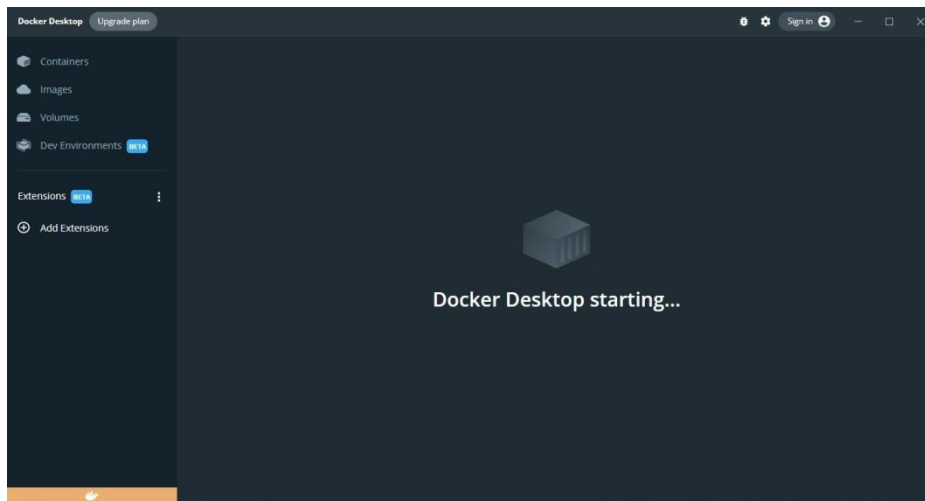 Docker Desktop Upgrade plan Sign in
Containers
Images
Volumes
Dev Environments BETA
Extensions BETA
Add Extensions
Docker Desktop starting...